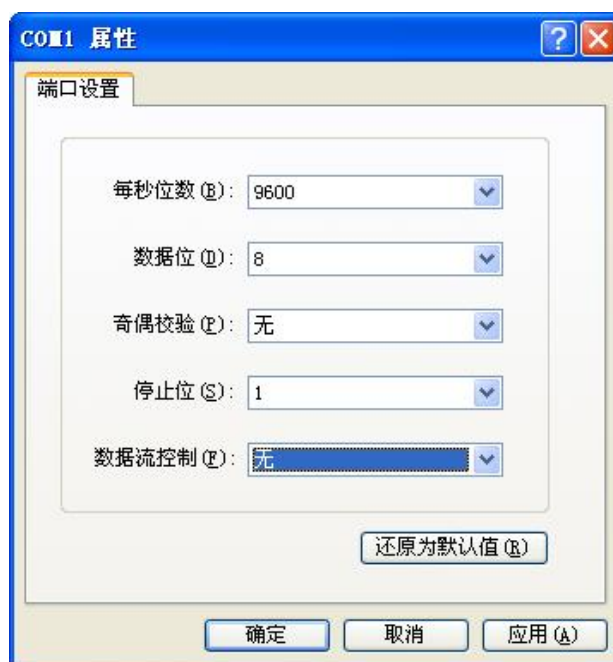 COM1 属性
端口设置
每秒位数(B): 9600
数据位(D): 8
奇偶校验(P): 无
停止位(S): 1
数据流控制(F): 无
还原为默认值(R)
确定 取消 应用(A)